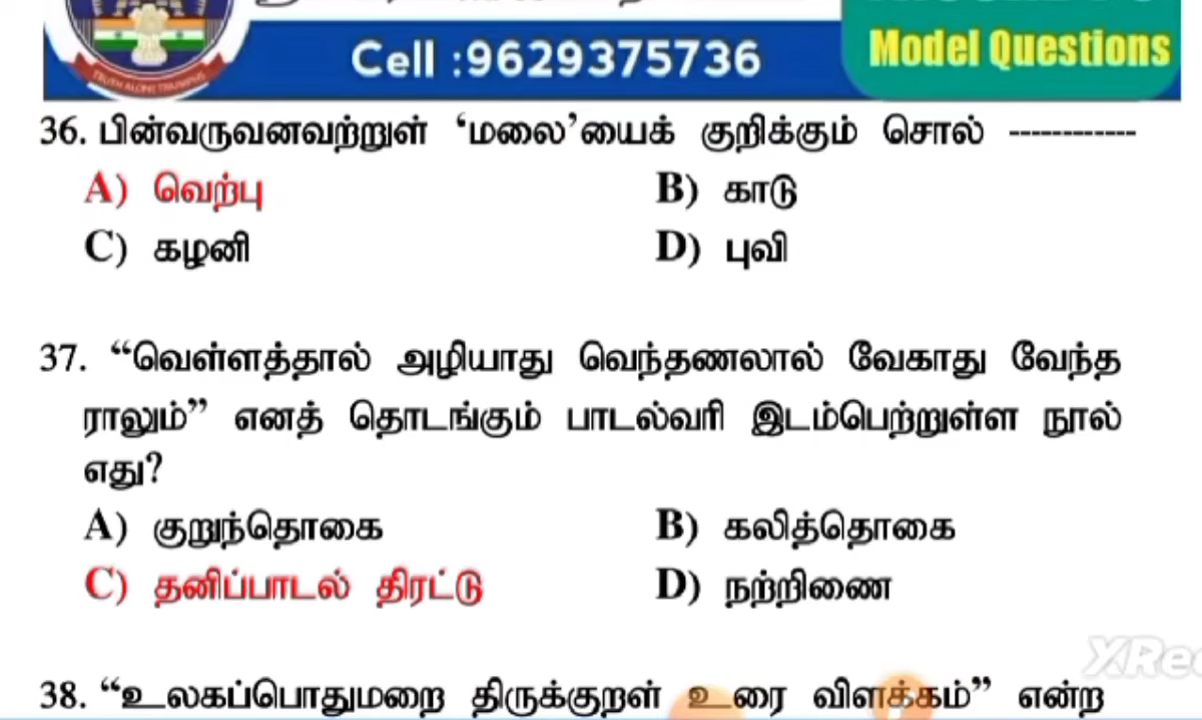 Cell :9629375736
Model Questions
36. பின்வருவனவற்றுள் ‘மலை’யைக் குறிக்கும் சொல் ------------
A) வெற்பு B) காடு
C) கழனி D) புவி
37. “வெள்ளத்தால் அழியாது வெந்தணலால் வேகாது வேந்த
ராலும்” எனத் தொடங்கும் பாடல்வரி இடம்பெற்றுள்ள நூல்
எது?
A) குறுந்தொகை B) கலித்தொகை
C) தனிப்பாடல் திரட்டு D) நற்றிணை
38. “உலகப்பொதுமறை திருக்குறள் உரை விளக்கம்” என்ற